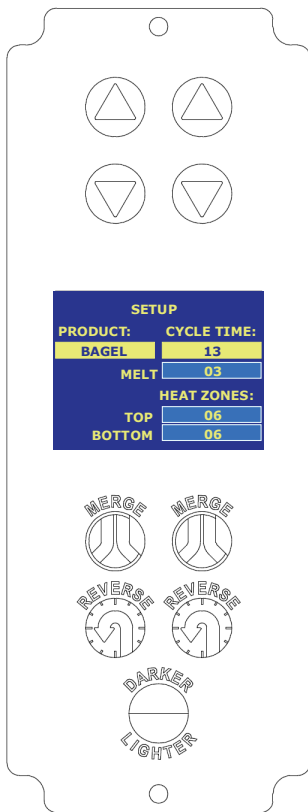 SETUP
PRODUCT: CYCLE TIME:
BAGEL 13
MELT 03
HEAT ZONES:
TOP 06
BOTTOM 06
MERGE MERGE
REVERSE REVERSE
DARKER
LIGHTER